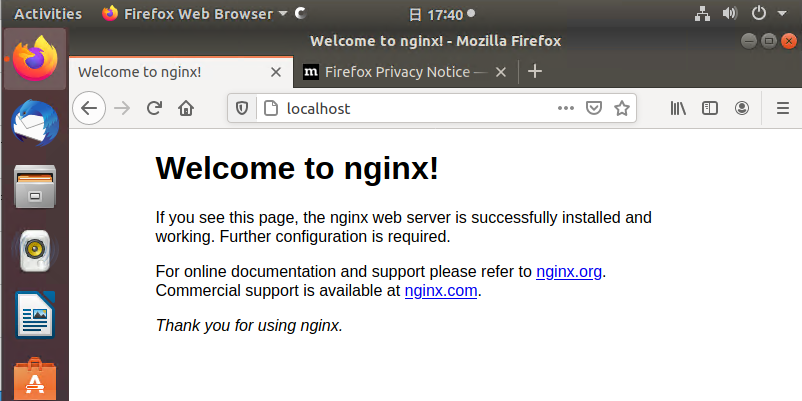 Activities Firefox Web Browser 日 17:40
Welcome to nginx! - Mozilla Firefox
Welcome to nginx! Firefox Privacy Notice —
localhost
Welcome to nginx!
If you see this page, the nginx web server is successfully installed and
working. Further configuration is required.
For online documentation and support please refer to nginx.org.
Commercial support is available at nginx.com.
Thank you for using nginx.